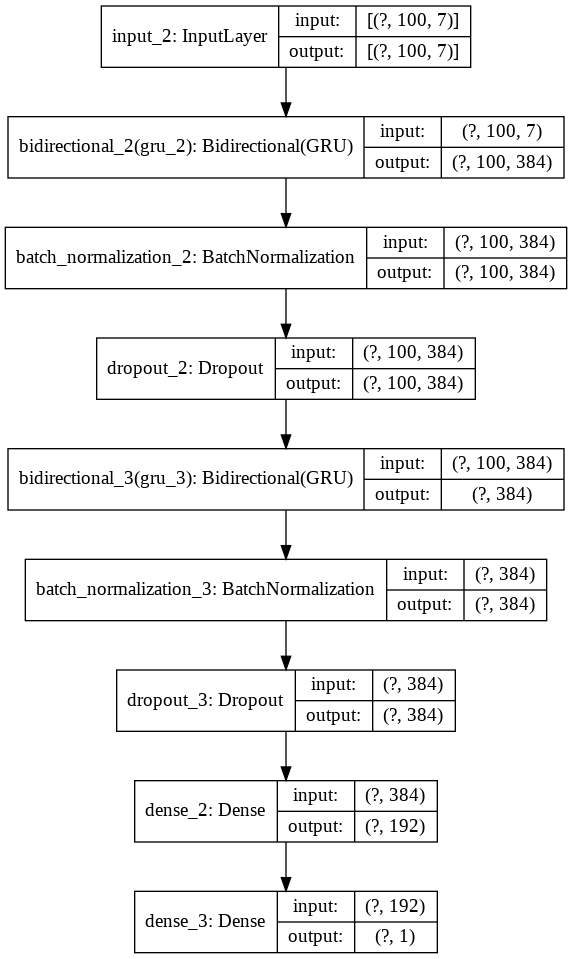 input_2: InputLayer
input: [(?, 100, 7)]
output: [(?, 100, 7)]
bidirectional_2(gru_2): Bidirectional(GRU)
input: (?, 100, 7)
output: (?, 100, 384)
batch_normalization_2: BatchNormalization
input: (?, 100, 384)
output: (?, 100, 384)
dropout_2: Dropout
input: (?, 100, 384)
output: (?, 100, 384)
bidirectional_3(gru_3): Bidirectional(GRU)
input: (?, 100, 384)
output: (?, 384)
batch_normalization_3: BatchNormalization
input: (?, 384)
output: (?, 384)
dropout_3: Dropout
input: (?, 384)
output: (?, 384)
dense_2: Dense
input: (?, 384)
output: (?, 192)
dense_3: Dense
input: (?, 192)
output: (?, 1)